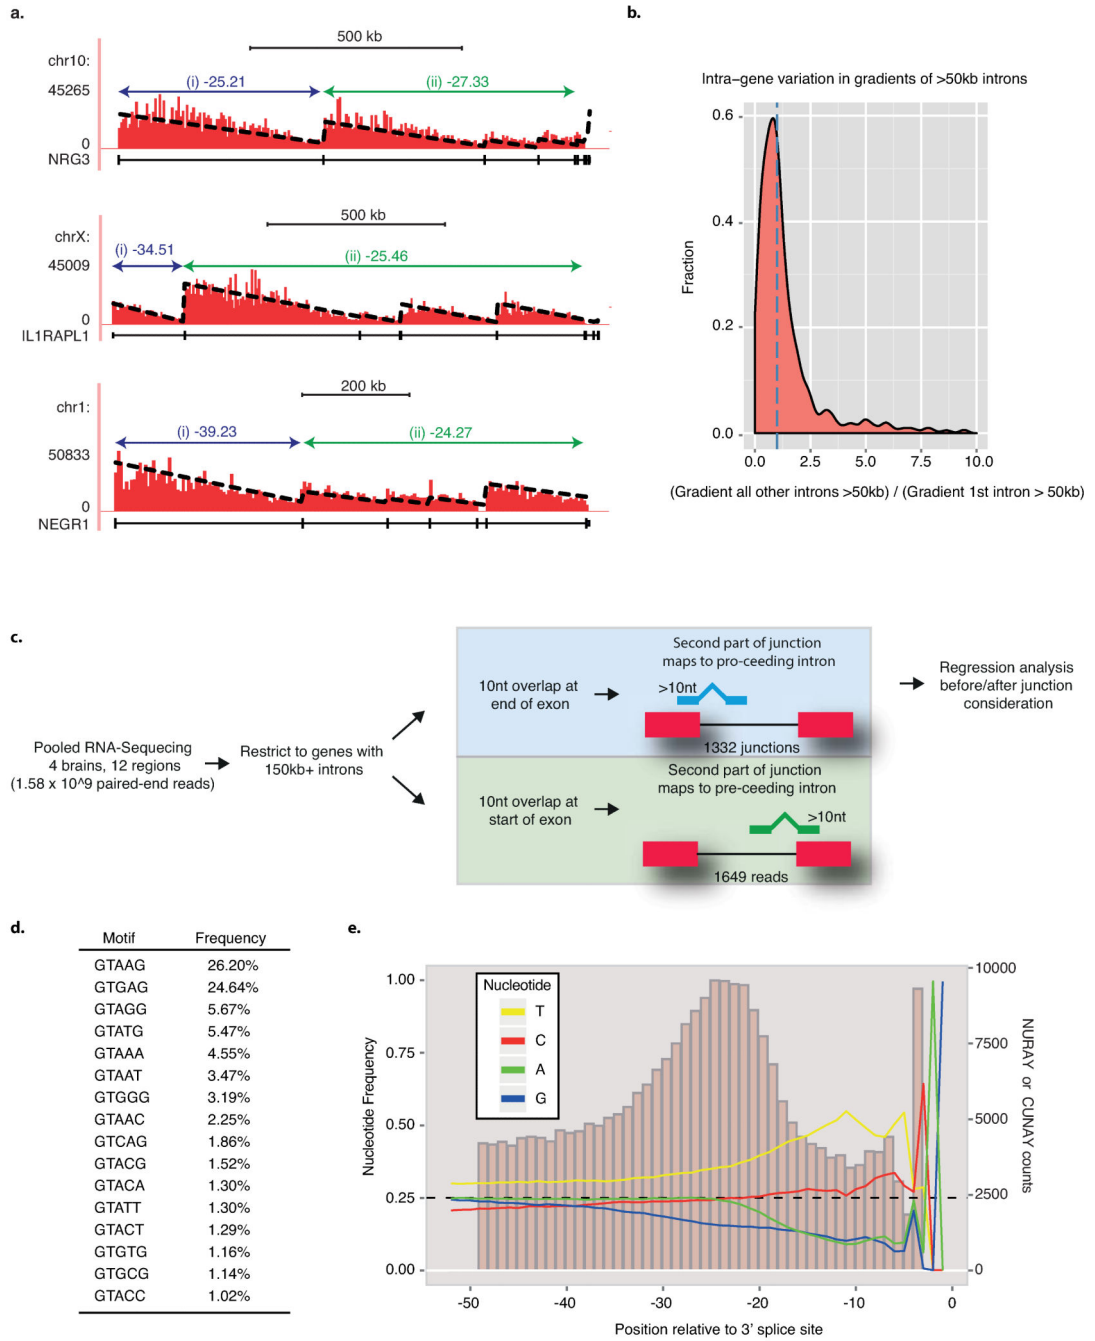 a.
500 kb
chr10:
(i) -25.21
(ii) -27.33
45265
0
NRG3
500 kb
chrX:
(i) -34.51
(ii) -25.46
45009
0
IL1RAPL1
200 kb
chr1:
(i) -39.23
(ii) -24.27
50833
0
NEGR1
b.
Intra-gene variation in gradients of >50kb introns
Fraction
0.6
0.4
0.2
0.0
0.0 2.5 5.0 7.5 10.0
(Gradient all other introns >50kb) / (Gradient 1st intron > 50kb)
c.
Pooled RNA-Sequecing
4 brains, 12 regions
(1.58 x 10^9 paired-end reads)
Restrict to genes with
150kb+ introns
10nt overlap at
end of exon
Second part of junction
maps to pro-ceeding intron
>10nt
1332 junctions
10nt overlap at
start of exon
Second part of junction
maps to pre-ceeding intron
>10nt
1649 reads
Regression analysis
before/after junction
consideration
d.
Motif Frequency
GTAAG 26.20%
GTGAG 24.64%
GTAGG 5.67%
GTATG 5.47%
GTAAA 4.55%
GTAAT 3.47%
GTGGG 3.19%
GTAAC 2.25%
GTCAG 1.86%
GTACG 1.52%
GTACA 1.30%
GTATT 1.30%
GTACT 1.29%
GTGTG 1.16%
GTGCG 1.14%
GTACC 1.02%
e.
Nucleotide Frequency
1.00
0.75
0.50
0.25
0.00
Nucleotide
T
C
A
G
10000
7500
5000
2500
0
NURAY or CUNAY counts
-50 -40 -30 -20 -10 0
Position relative to 3' splice site